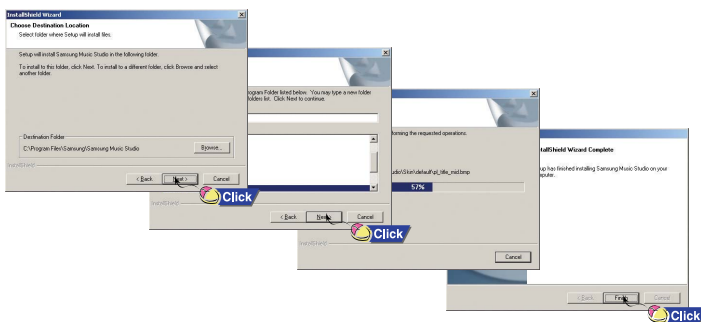 InstallShield Wizard
Choose Destination Location
Select folder where Setup will install files.
Setup will install Samsung Music Studio in the following folder.
To install to this folder, click Next. To install to a different folder, click Browse and select
another folder.
Destination Folder
C:\Program Files\Samsung\Samsung Music Studio
Browse...
InstallShield
< Back
Next >
Cancel
Click
rogram Folder listed below. You may type a new folder
folders list. Click Next to continue.
InstallShield
< Back
Next >
Cancel
Click
forming the requested operations.
udio\Skin\default\pl_title_mid.bmp
57%
InstallShield
Cancel
tallShield Wizard Complete
up has finished installing Samsung Music Studio on your
mputer.
< Back
Finish
Cancel
Click